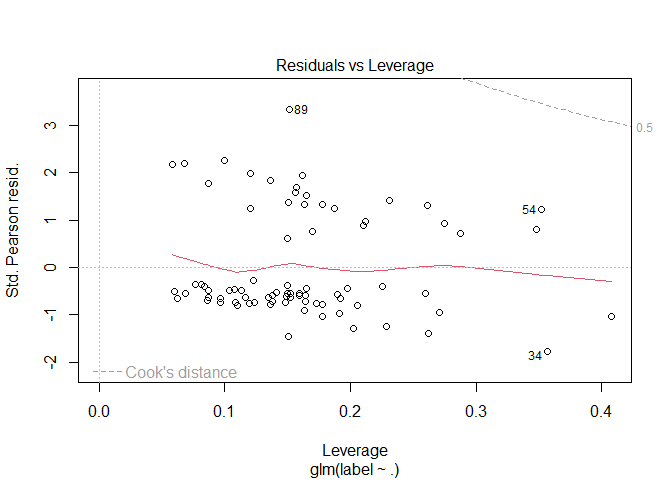 Residuals vs Leverage
Std. Pearson resid.
3
2
1
0
-1
-2
89
54
34
0.5
Cook's distance
0.0 0.1 0.2 0.3 0.4
Leverage
glm(label ~ .)